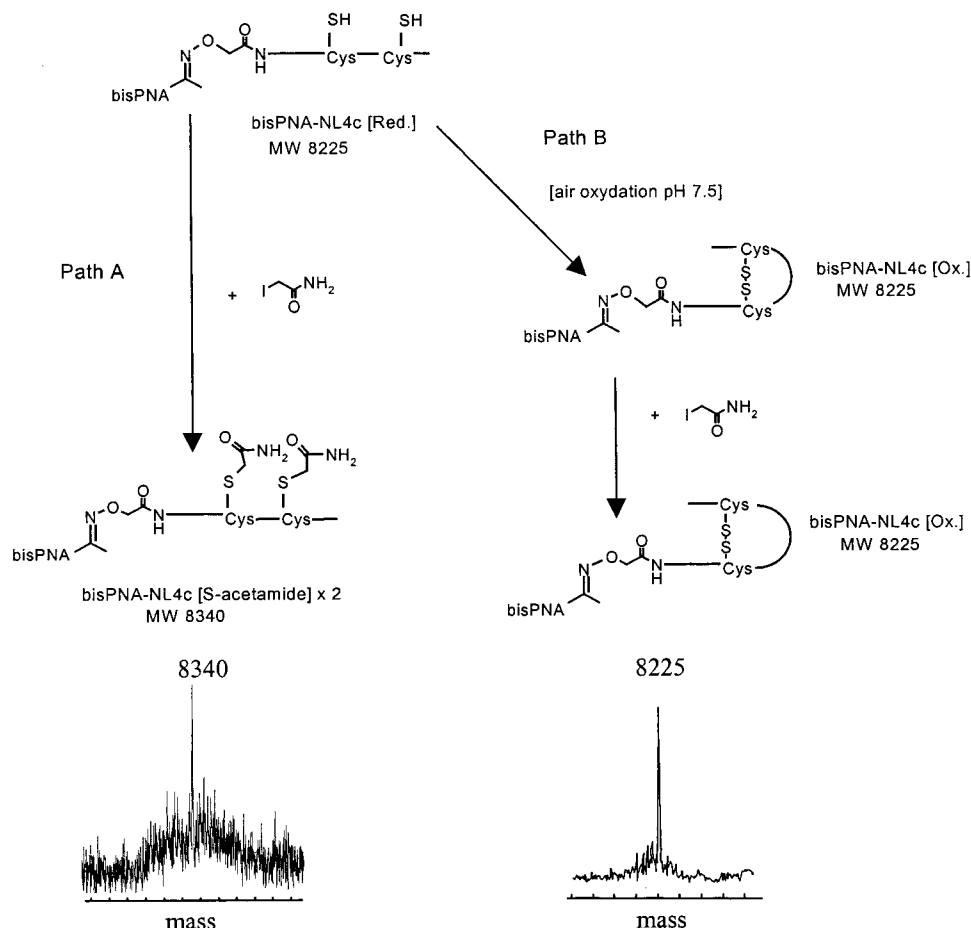 SH SH
O O
N N H Cys Cys
bisPNA
bisPNA-NL4c [Red.]
MW 8225
Path B
[air oxydation pH 7.5]
Path A
+ I NH2 O
Cys
S
S
Cys
O O
N N H
bisPNA
bisPNA-NL4c [Ox.]
MW 8225
+ I NH2 O
O NH2 O NH2
S S
O O
N N H Cys Cys
bisPNA
bisPNA-NL4c [S-acetamide] x 2
MW 8340
Cys
S
S
Cys
O O
N N H
bisPNA
bisPNA-NL4c [Ox.]
MW 8225
8340
8225
mass
mass